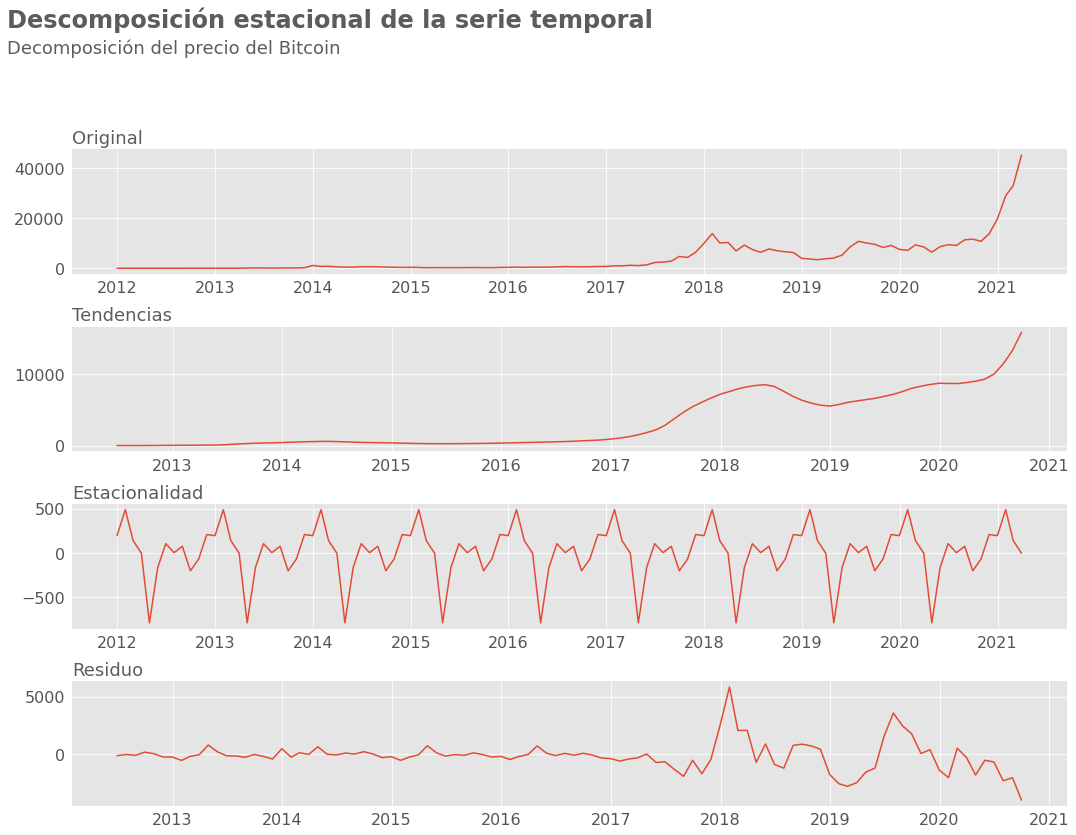 Descomposición estacional de la serie temporal
Decomposición del precio del Bitcoin
Original
40000
20000
0
2012 2013 2014 2015 2016 2017 2018 2019 2020 2021
Tendencias
10000
0
2013 2014 2015 2016 2017 2018 2019 2020 2021
Estacionalidad
500
0
−500
2012 2013 2014 2015 2016 2017 2018 2019 2020 2021
Residuo
5000
0
2013 2014 2015 2016 2017 2018 2019 2020 2021